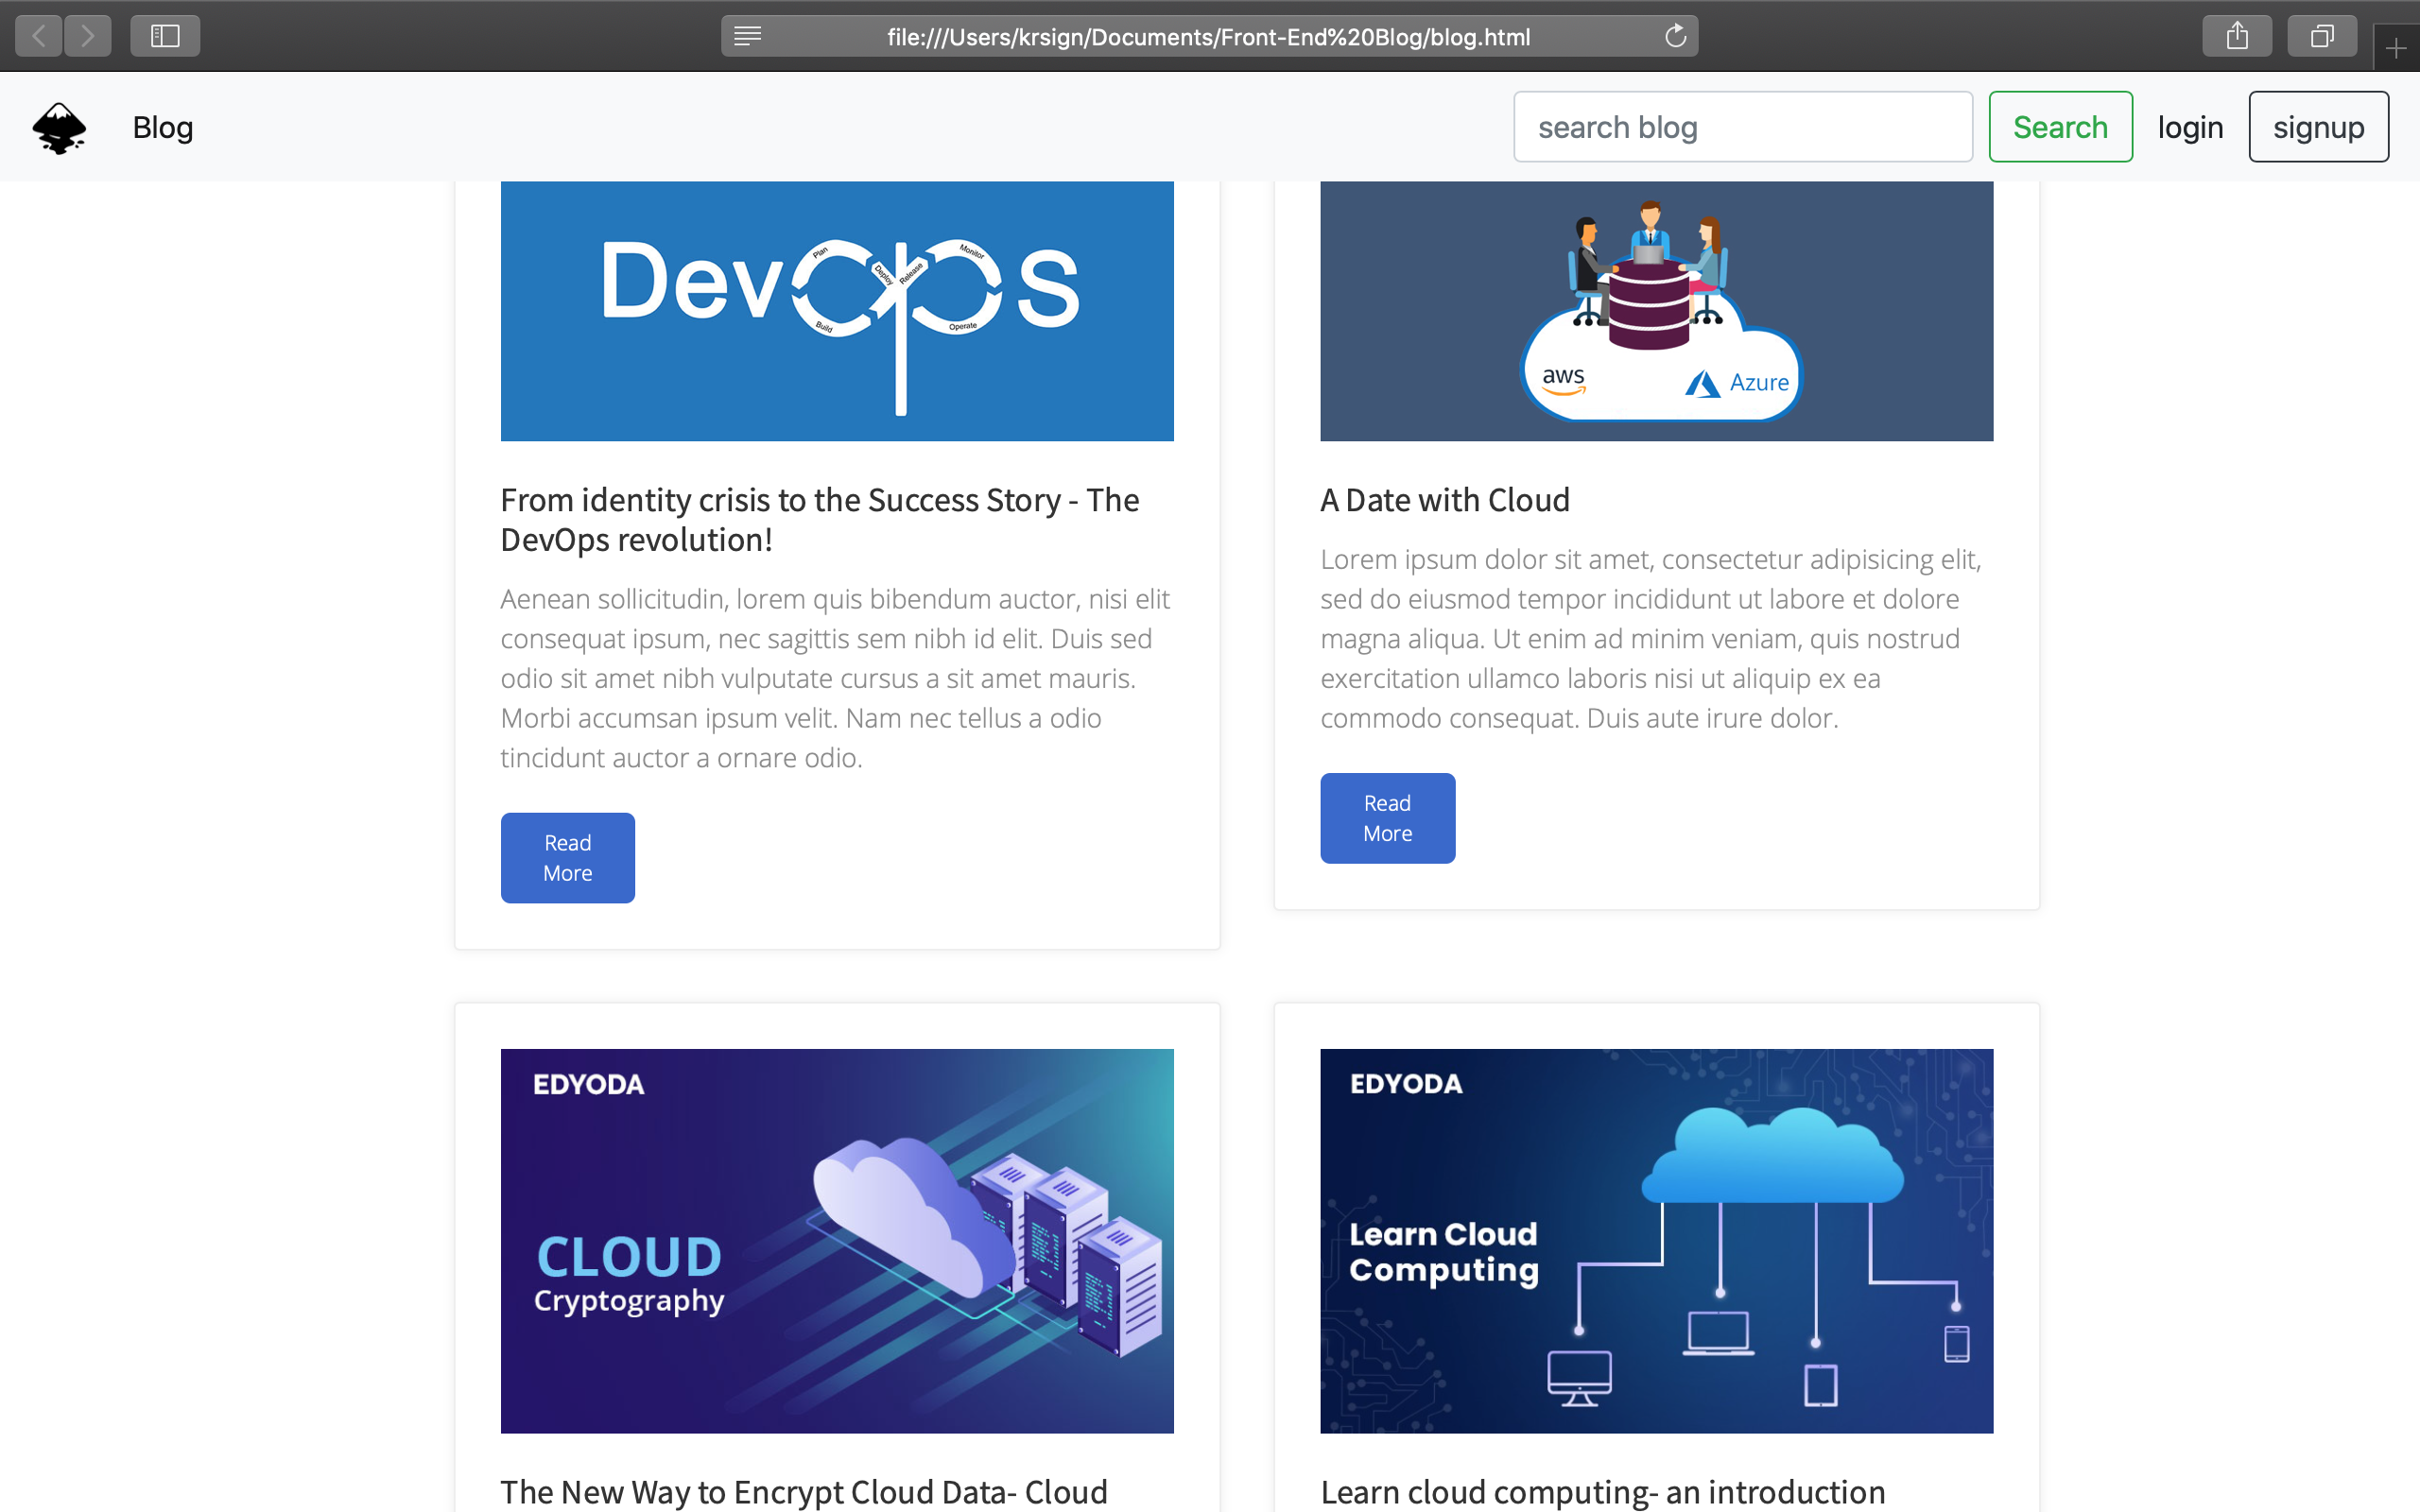 file:///Users/krsign/Documents/Front-End%20Blog/blog.html
Blog
search blog
Search
login
signup
Devops
Plan
Deploy
Release
Monitor
Build
Operate
aws
Azure
From identity crisis to the Success Story - The
DevOps revolution!
Aenean sollicitudin, lorem quis bibendum auctor, nisi elit
consequat ipsum, nec sagittis sem nibh id elit. Duis sed
odio sit amet nibh vulputate cursus a sit amet mauris.
Morbi accumsan ipsum velit. Nam nec tellus a odio
tincidunt auctor a ornare odio.
Read
More
A Date with Cloud
Lorem ipsum dolor sit amet, consectetur adipisicing elit,
sed do eiusmod tempor incididunt ut labore et dolore
magna aliqua. Ut enim ad minim veniam, quis nostrud
exercitation ullamco laboris nisi ut aliquip ex ea
commodo consequat. Duis aute irure dolor.
Read
More
EDYODA
CLOUD
Cryptography
The New Way to Encrypt Cloud Data- Cloud
EDYODA
Learn Cloud
Computing
Learn cloud computing- an introduction